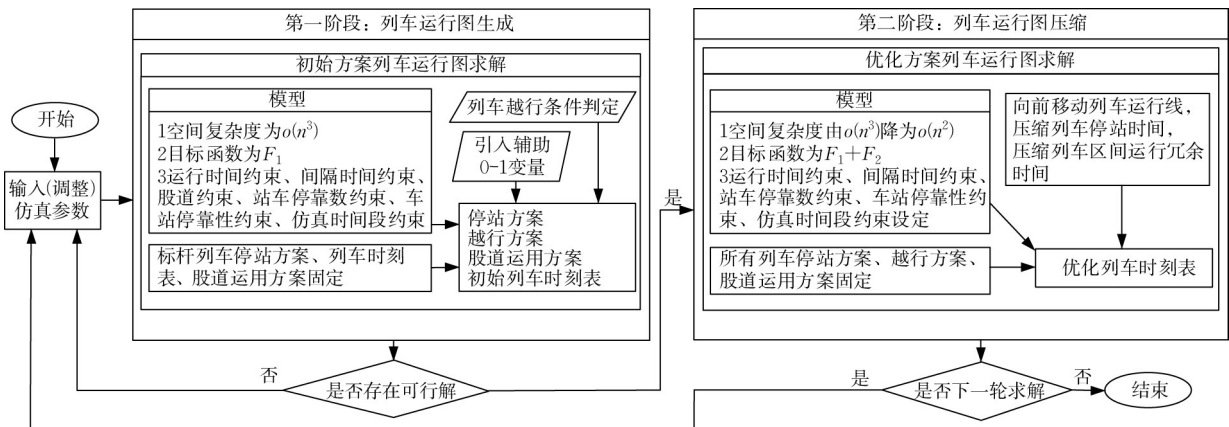 开始
输入(调整)
仿真参数
第一阶段：列车运行图生成
初始方案列车运行图求解
模型
1空间复杂度为o(n³)
2目标函数为F₁
3运行时间约束、间隔时间约束、
股道约束、站车停靠数约束、车
站停靠性约束、仿真时间段约束
标杆列车停站方案、列车时刻
表、股道运用方案固定
列车越行条件判定
引入辅助
0-1变量
停站方案
越行方案
股道运用方案
初始列车时刻表
否
是否存在可行解
是
第二阶段：列车运行图压缩
优化方案列车运行图求解
模型
1空间复杂度由o(n³)降为o(n²)
2目标函数为F₁+F₂
3运行时间约束、间隔时间约束、
站车停靠数约束、车站停靠性约
束、仿真时间段约束设定
所有列车停站方案、越行方案、
股道运用方案固定
向前移动列车运行线，
压缩列车停站时间，
压缩列车区间运行冗余
时间
优化列车时刻表
是
是否下一轮求解
否
结束